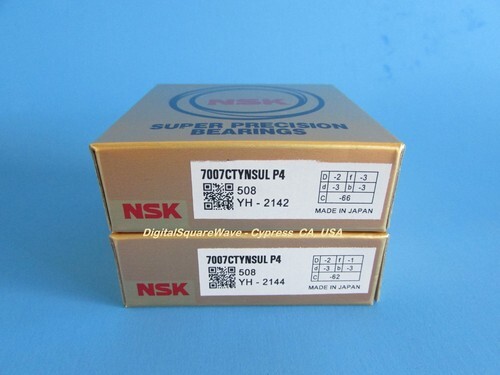 NSK
SUPER PRECISION
BEARINGS
7007CTYNSUL P4
508
YH - 2142
D -2 f -3
d -3 b -3
C -66
MADE IN JAPAN
NSK
DigitalSquareWave - Cypress CA USA
7007CTYNSUL P4
508
YH - 2144
D -2 f -1
d -3 b -3
C -62
MADE IN JAPAN
NSK